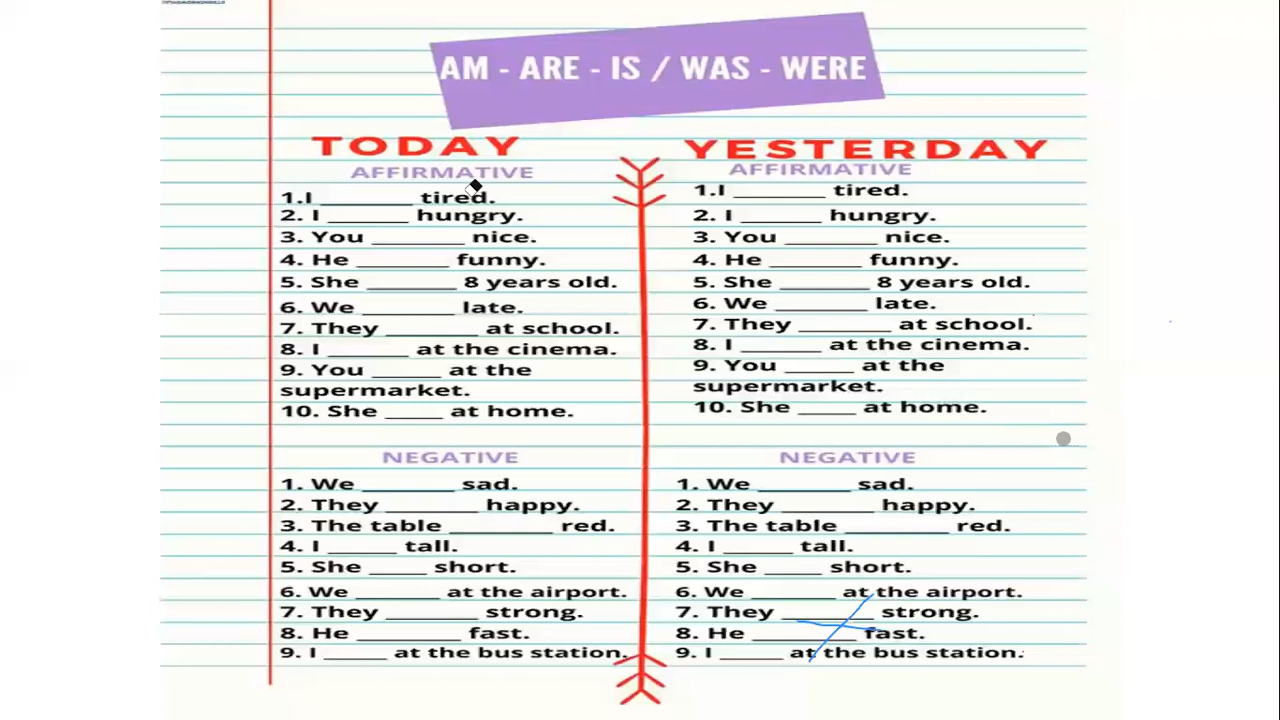 AM - ARE - IS / WAS - WERE
TODAY
AFFIRMATIVE
1.I ________ tired.
2. I _______ hungry.
3. You ________ nice.
4. He ________ funny.
5. She ________ 8 years old.
6. We ________ late.
7. They ________ at school.
8. I _______ at the cinema.
9. You ______ at the
supermarket.
10. She _____ at home.
NEGATIVE
1. We ________ sad.
2. They ________ happy.
3. The table _________ red.
4. I ______ tall.
5. She _____ short.
6. We ________ at the airport.
7. They ________ strong.
8. He _________ fast.
9. I ______ at the bus station.
YESTERDAY
AFFIRMATIVE
1.I ________ tired.
2. I _______ hungry.
3. You ________ nice.
4. He ________ funny.
5. She ________ 8 years old.
6. We ________ late.
7. They ________ at school.
8. I _______ at the cinema.
9. You ______ at the
supermarket.
10. She _____ at home.
NEGATIVE
1. We ________ sad.
2. They ________ happy.
3. The table _________ red.
4. I ______ tall.
5. She _____ short.
6. We ________ at the airport.
7. They ________ strong.
8. He _________ fast.
9. I ______ at the bus station.